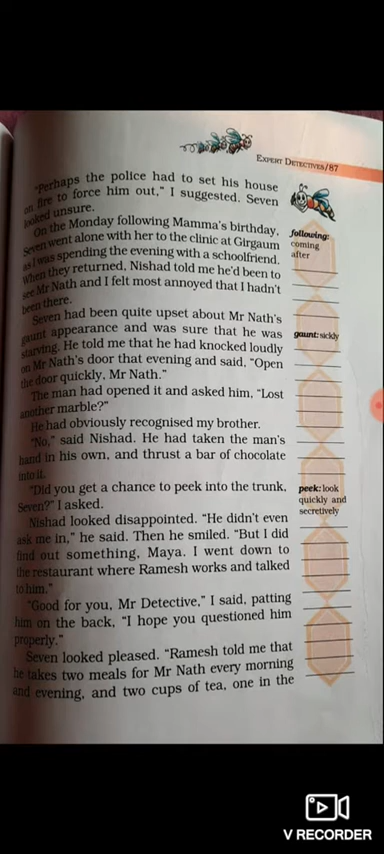 EXPERT DETECTIVES/87
"Perhaps the police had to set his house
on fire to force him out," I suggested. Seven
looked unsure.
On the Monday following Mamma's birthday,
Seven went alone with her to the clinic at Girgaum
as I was spending the evening with a schoolfriend.
When they returned, Nishad told me he'd been to
see Mr Nath and I felt most annoyed that I hadn't
been there.
Seven had been quite upset about Mr Nath's
gaunt appearance and was sure that he was
starving. He told me that he had knocked loudly
on Mr Nath's door that evening and said, "Open
the door quickly, Mr Nath."
The man had opened it and asked him, "Lost
another marble?"
He had obviously recognised my brother.
"No," said Nishad. He had taken the man's
hand in his own, and thrust a bar of chocolate
into it.
"Did you get a chance to peek into the trunk,
Seven?" I asked.
Nishad looked disappointed. "He didn't even
ask me in," he said. Then he smiled. "But I did
find out something, Maya. I went down to
the restaurant where Ramesh works and talked
to him."
"Good for you, Mr Detective," I said, patting
him on the back, "I hope you questioned him
properly."
Seven looked pleased. "Ramesh told me that
he takes two meals for Mr Nath every morning
and evening, and two cups of tea, one in the
following:
coming
after
gaunt: sickly
peek: look
quickly and
secretively
V RECORDER